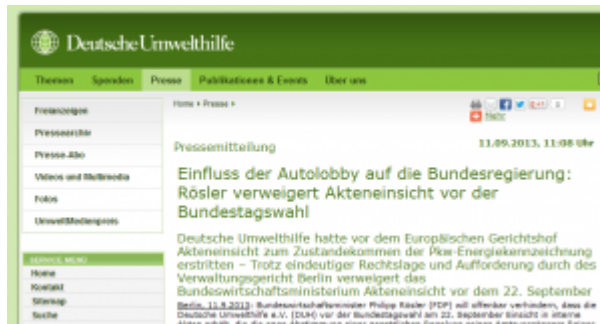 Deutsche Umwelthilfe
Themen Spenden Presse Publikationen & Events Über uns
Freianzeigen
Home › Presse ›
Mehr
Pressearchiv
Pressemitteilung
11.09.2013, 11:08 Uhr
Presse-Abo
Videos und Multimedia
Fotos
UmweltMedienpreis
Einfluss der Autolobby auf die Bundesregierung:
Rösler verweigert Akteneinsicht vor der
Bundestagswahl
Deutsche Umwelthilfe hatte vor dem Europäischen Gerichtshof
Akteneinsicht zum Zustandekommen der Pkw-Energiekennzeichnung
erstritten – Trotz eindeutiger Rechtslage und Aufforderung durch des
Verwaltungsgericht Berlin verweigert das
Bundeswirtschaftsministerium Akteneinsicht vor dem 22. September
SERVICE MENÜ
Home
Kontakt
Sitemap
Suche
Berlin, 11.9.2013: Bundeswirtschaftsminister Philipp Rösler (FDP) will offenbar verhindern, dass die
Deutsche Umwelthilfe e.V. (DUH) vor der Bundestagswahl am 22. September Einsicht in interne